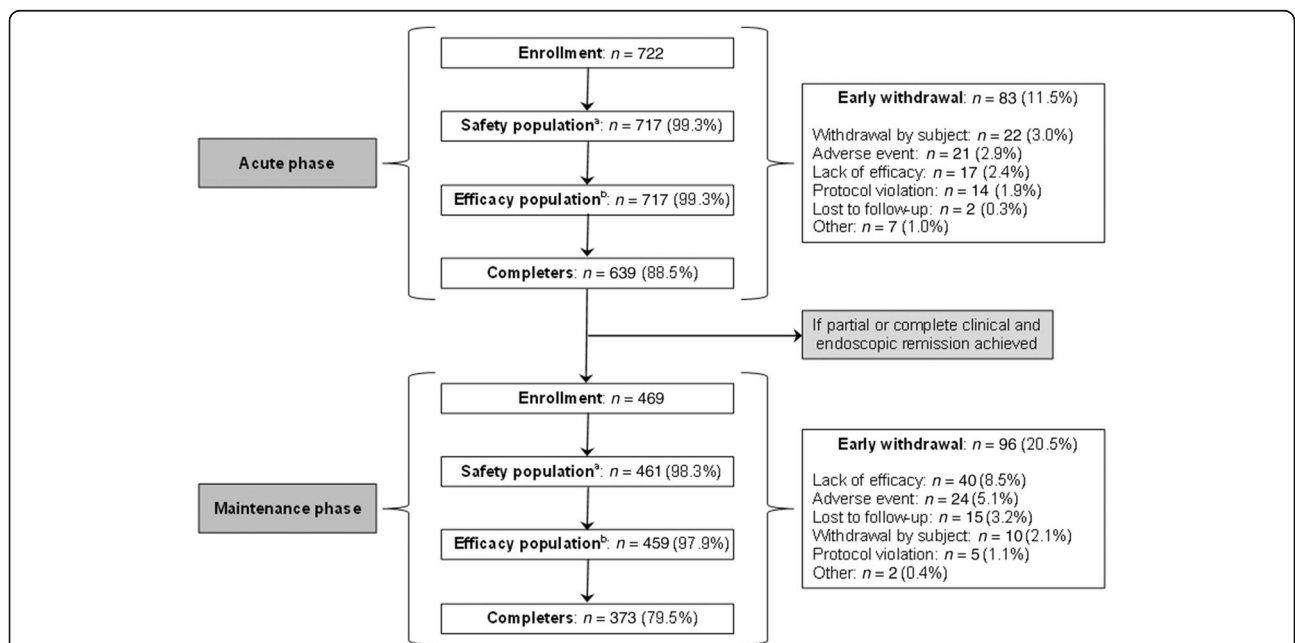 Enrollment: n = 722
Safety populationᵃ: n = 717 (99.3%)
Acute phase
Efficacy populationᵇ: n = 717 (99.3%)
Completers: n = 639 (88.5%)
Early withdrawal: n = 83 (11.5%)
Withdrawal by subject: n = 22 (3.0%)
Adverse event: n = 21 (2.9%)
Lack of efficacy: n = 17 (2.4%)
Protocol violation: n = 14 (1.9%)
Lost to follow-up: n = 2 (0.3%)
Other: n = 7 (1.0%)
If partial or complete clinical and
endoscopic remission achieved
Enrollment: n = 469
Safety populationᵃ: n = 461 (98.3%)
Maintenance phase
Efficacy populationᵇ: n = 459 (97.9%)
Completers: n = 373 (79.5%)
Early withdrawal: n = 96 (20.5%)
Lack of efficacy: n = 40 (8.5%)
Adverse event: n = 24 (5.1%)
Lost to follow-up: n = 15 (3.2%)
Withdrawal by subject: n = 10 (2.1%)
Protocol violation: n = 5 (1.1%)
Other: n = 2 (0.4%)